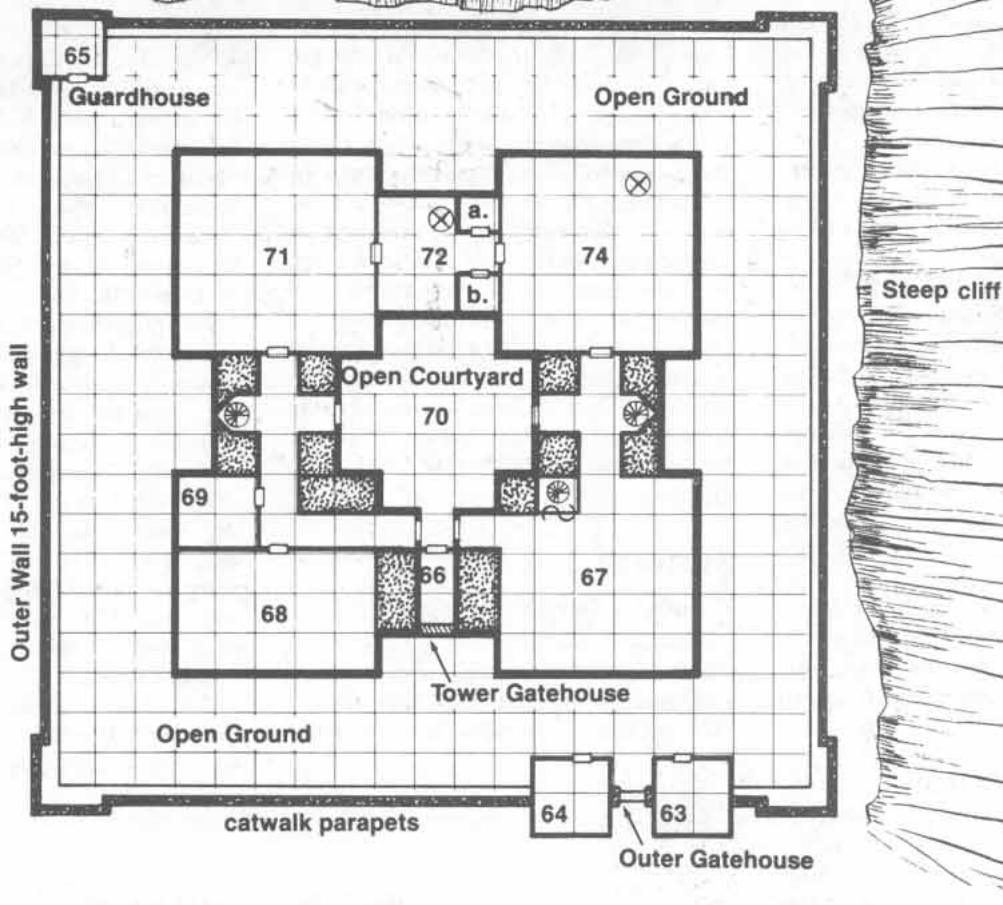 65
Guardhouse
Open Ground
a.
71
72
74
b.
Steep cliff
Open Courtyard
70
Outer Wall 15-foot-high wall
69
66
67
68
Tower Gatehouse
Open Ground
64
63
catwalk parapets
Outer Gatehouse